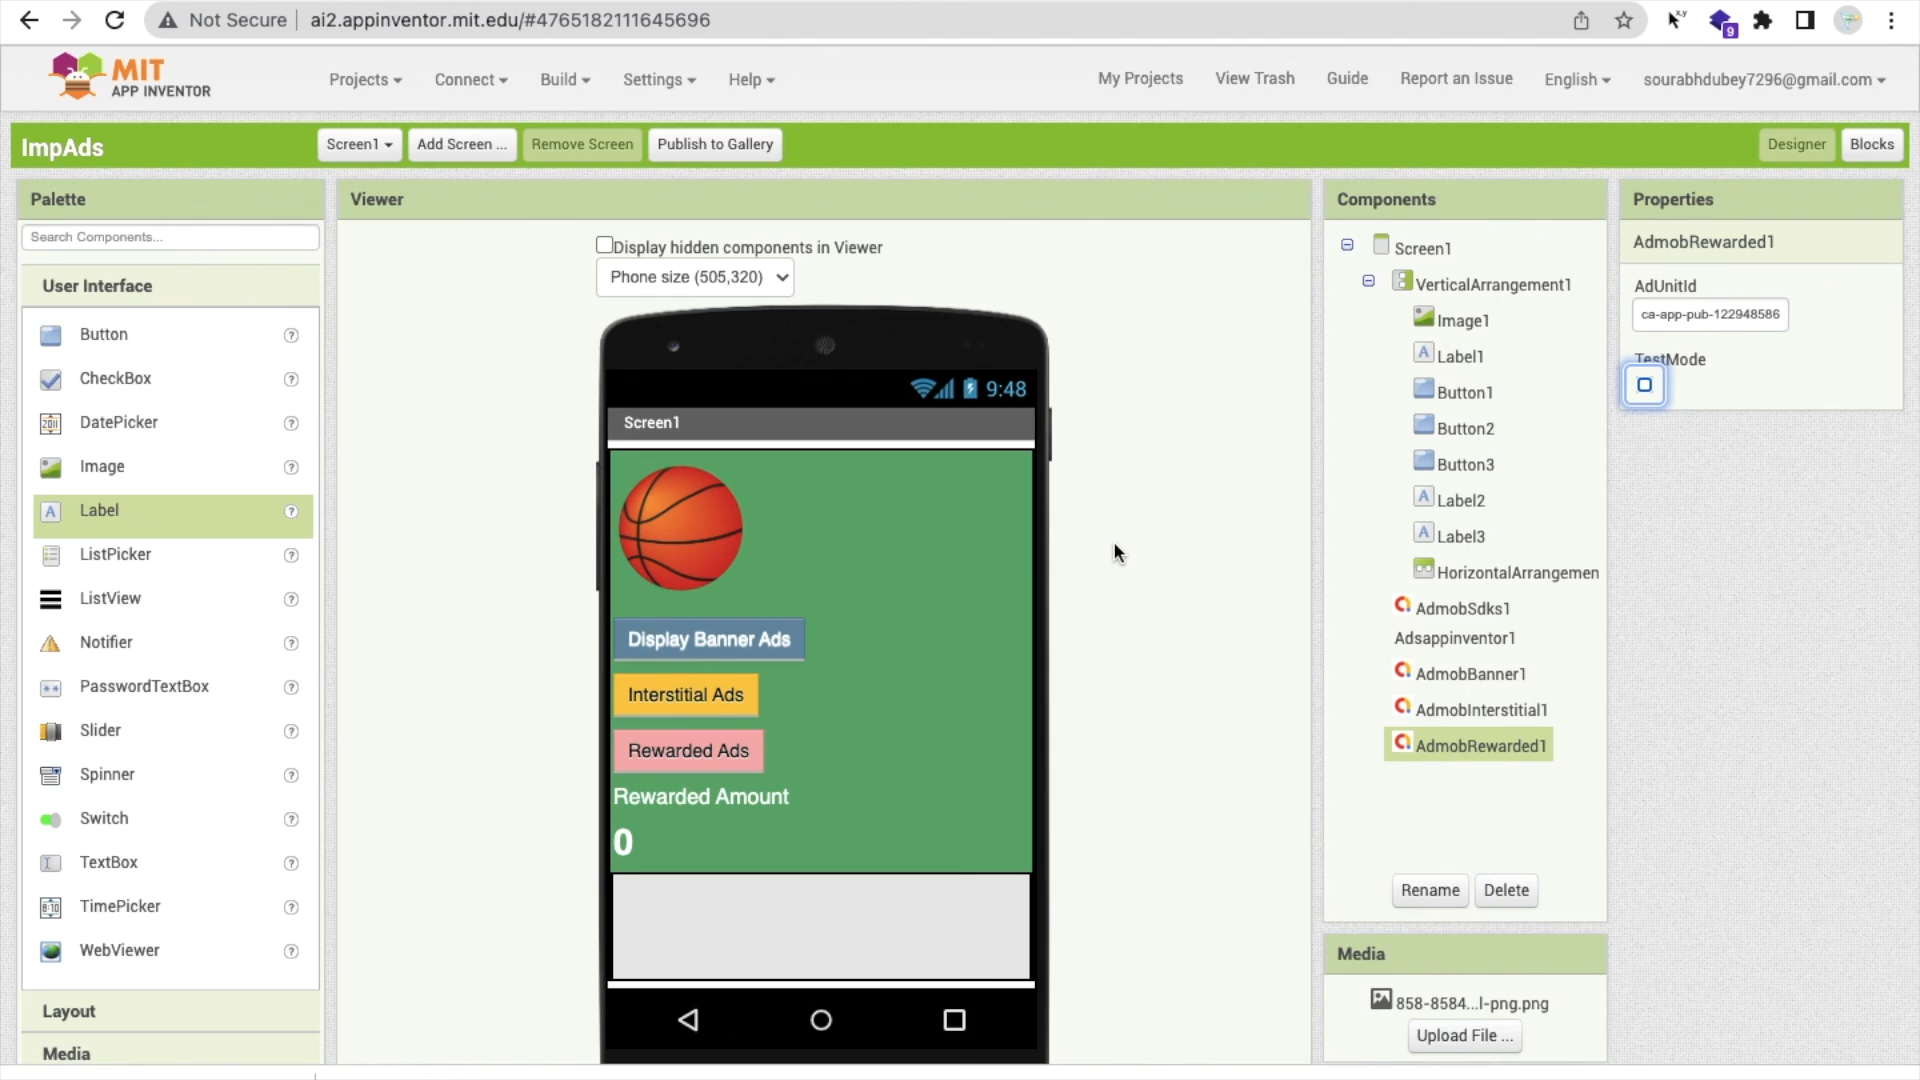 Not Secure ai2.appinventor.mit.edu/#4765182111645696
x,y
9
MIT
APP INVENTOR
Projects Connect Build Settings Help My Projects View Trash Guide Report an Issue English sourabhdubey7296@gmail.com
ImpAds Screen1 Add Screen ... Remove Screen Publish to Gallery Designer Blocks
Palette
Search Components...
User Interface
Button ?
CheckBox ?
2011 DatePicker ?
Image ?
A Label ?
ListPicker ?
ListView ?
Notifier ?
PasswordTextBox ?
Slider ?
Spinner ?
Switch ?
TextBox ?
8:10 TimePicker ?
WebViewer ?
Layout
Media
Viewer
Display hidden components in Viewer
Phone size (505,320)
9:48
Screen1
Display Banner Ads
Interstitial Ads
Rewarded Ads
Rewarded Amount
0
Components
Screen1
VerticalArrangement1
Image1
A Label1
Button1
Button2
Button3
A Label2
A Label3
HorizontalArrangemen
AdmobSdks1
Adsappinventor1
AdmobBanner1
AdmobInterstitial1
AdmobRewarded1
Rename Delete
Media
858-8584...l-png.png
Upload File ...
Properties
AdmobRewarded1
AdUnitId
ca-app-pub-122948586
TestMode